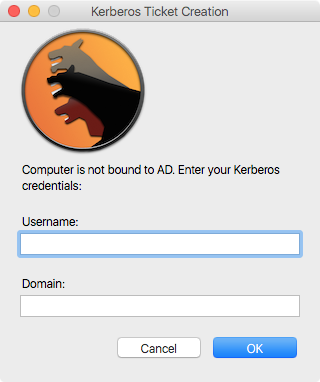 Kerberos Ticket Creation
Computer is not bound to AD. Enter your Kerberos
credentials:
Username:
Domain:
Cancel
OK